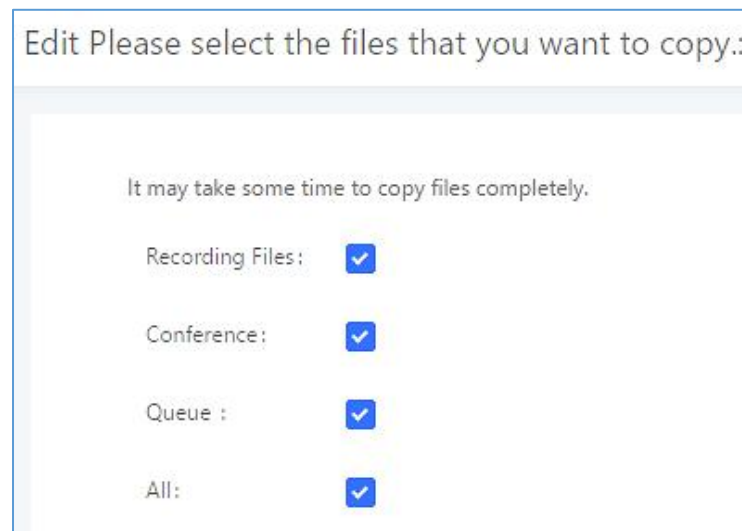 Edit Please select the files that you want to copy.:
It may take some time to copy files completely.
Recording Files:
Conference:
Queue :
All: